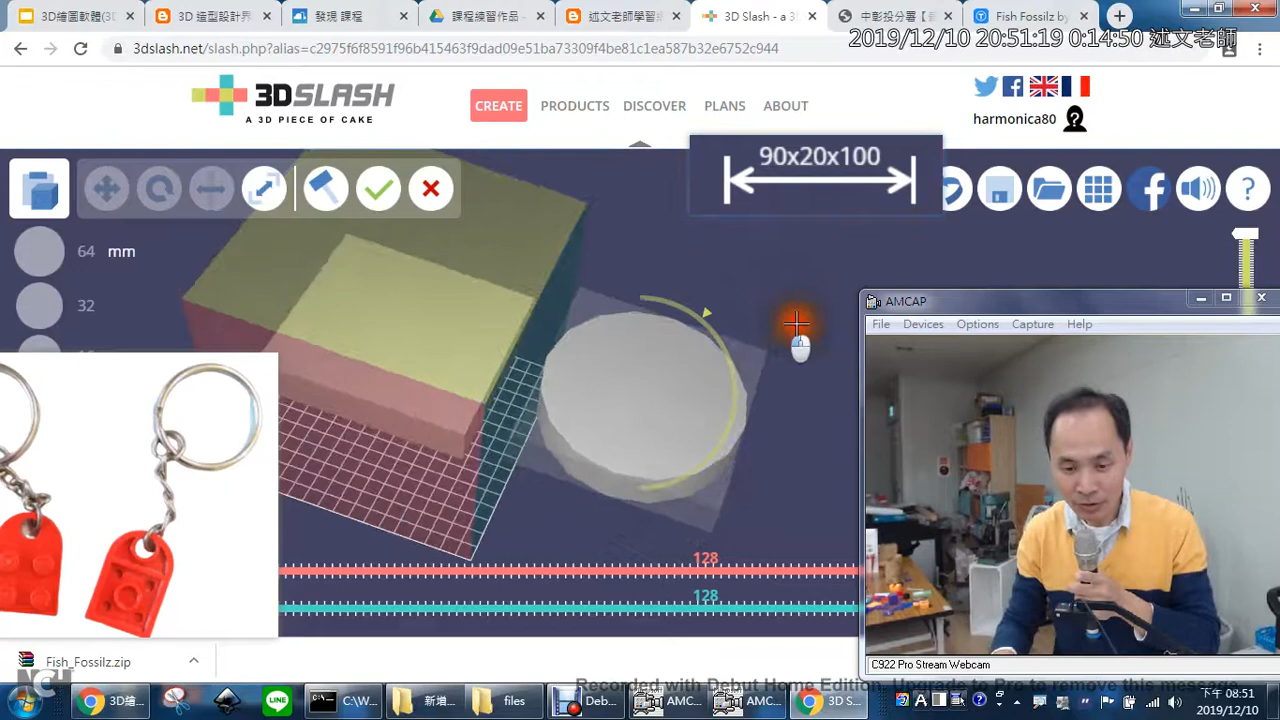 3D繪圖軟體(3D
3D 造型設計界
發現 課程
課程練習作品 -
述文老師學習
3D Slash - a 3
中彰投分署【
Fish Fossilz by
3dslash.net/slash.php?alias=c2975f6f8591f96b415463f9dad09e51ba73309f4be81c1ea587b32e6752c944
2019/12/10 20:51:19 0:14:50 述文老師
3DSLASH
A 3D PIECE OF CAKE
CREATE
PRODUCTS
DISCOVER
PLANS
ABOUT
harmonica80
90x20x100
64 mm
32
128
128
AMCAP
File Devices Options Capture Help
C922 Pro Stream Webcam
Fish_Fossilz.zip
NCH
Recorded with Debut Home Edition. Upgrade to Pro to remove this message.
3D繪
C:\W...
新增
files
Deb...
AMC...
AMC...
3D S...
下午 08:51
2019/12/10